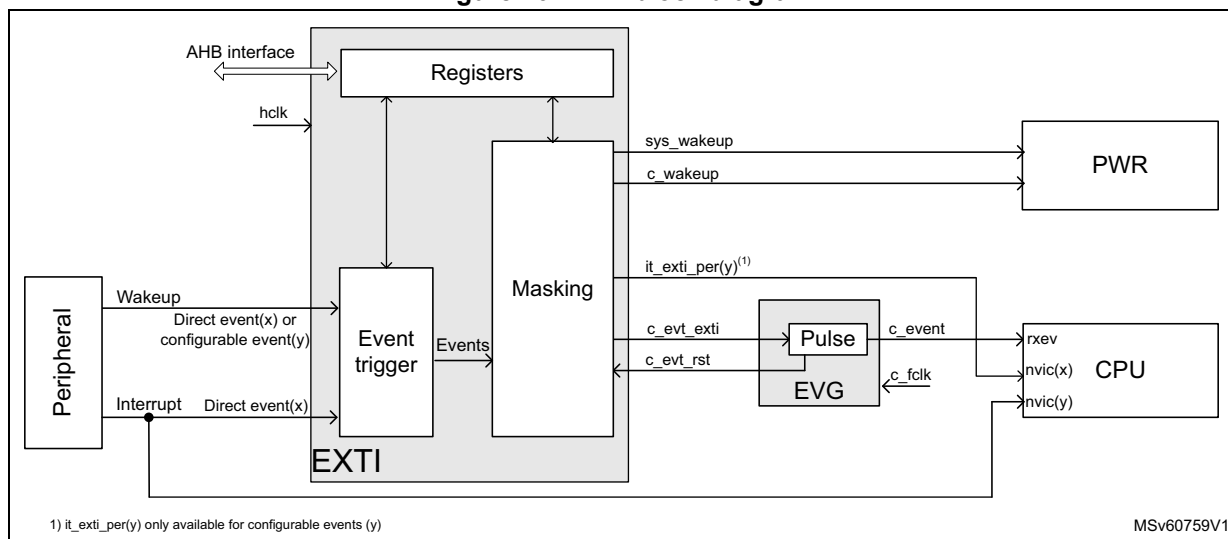 AHB interface
Registers
hclk
sys_wakeup
c_wakeup
PWR
it_exti_per(y)(1)
Masking
Peripheral
Wakeup
Direct event(x) or
configurable event(y)
Event
trigger
Events
c_evt_exti
Pulse
c_event
c_evt_rst
EVG
c_fclk
rxev
nvic(x)
nvic(y)
CPU
Interrupt
Direct event(x)
EXTI
1) it_exti_per(y) only available for configurable events (y)
MSv60759V1